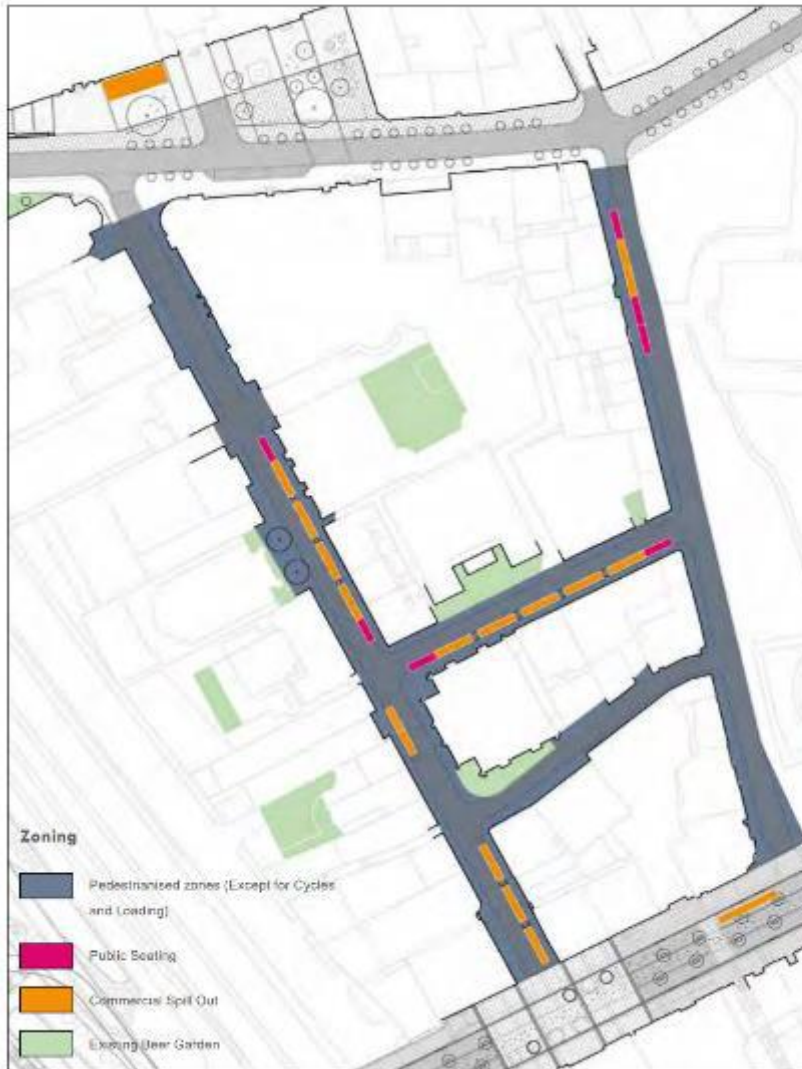 Zoning
Pedestrianised zones (Except for Cycles
and Loading)
Public Seating
Commercial Spill Out
Existing Beer Garden